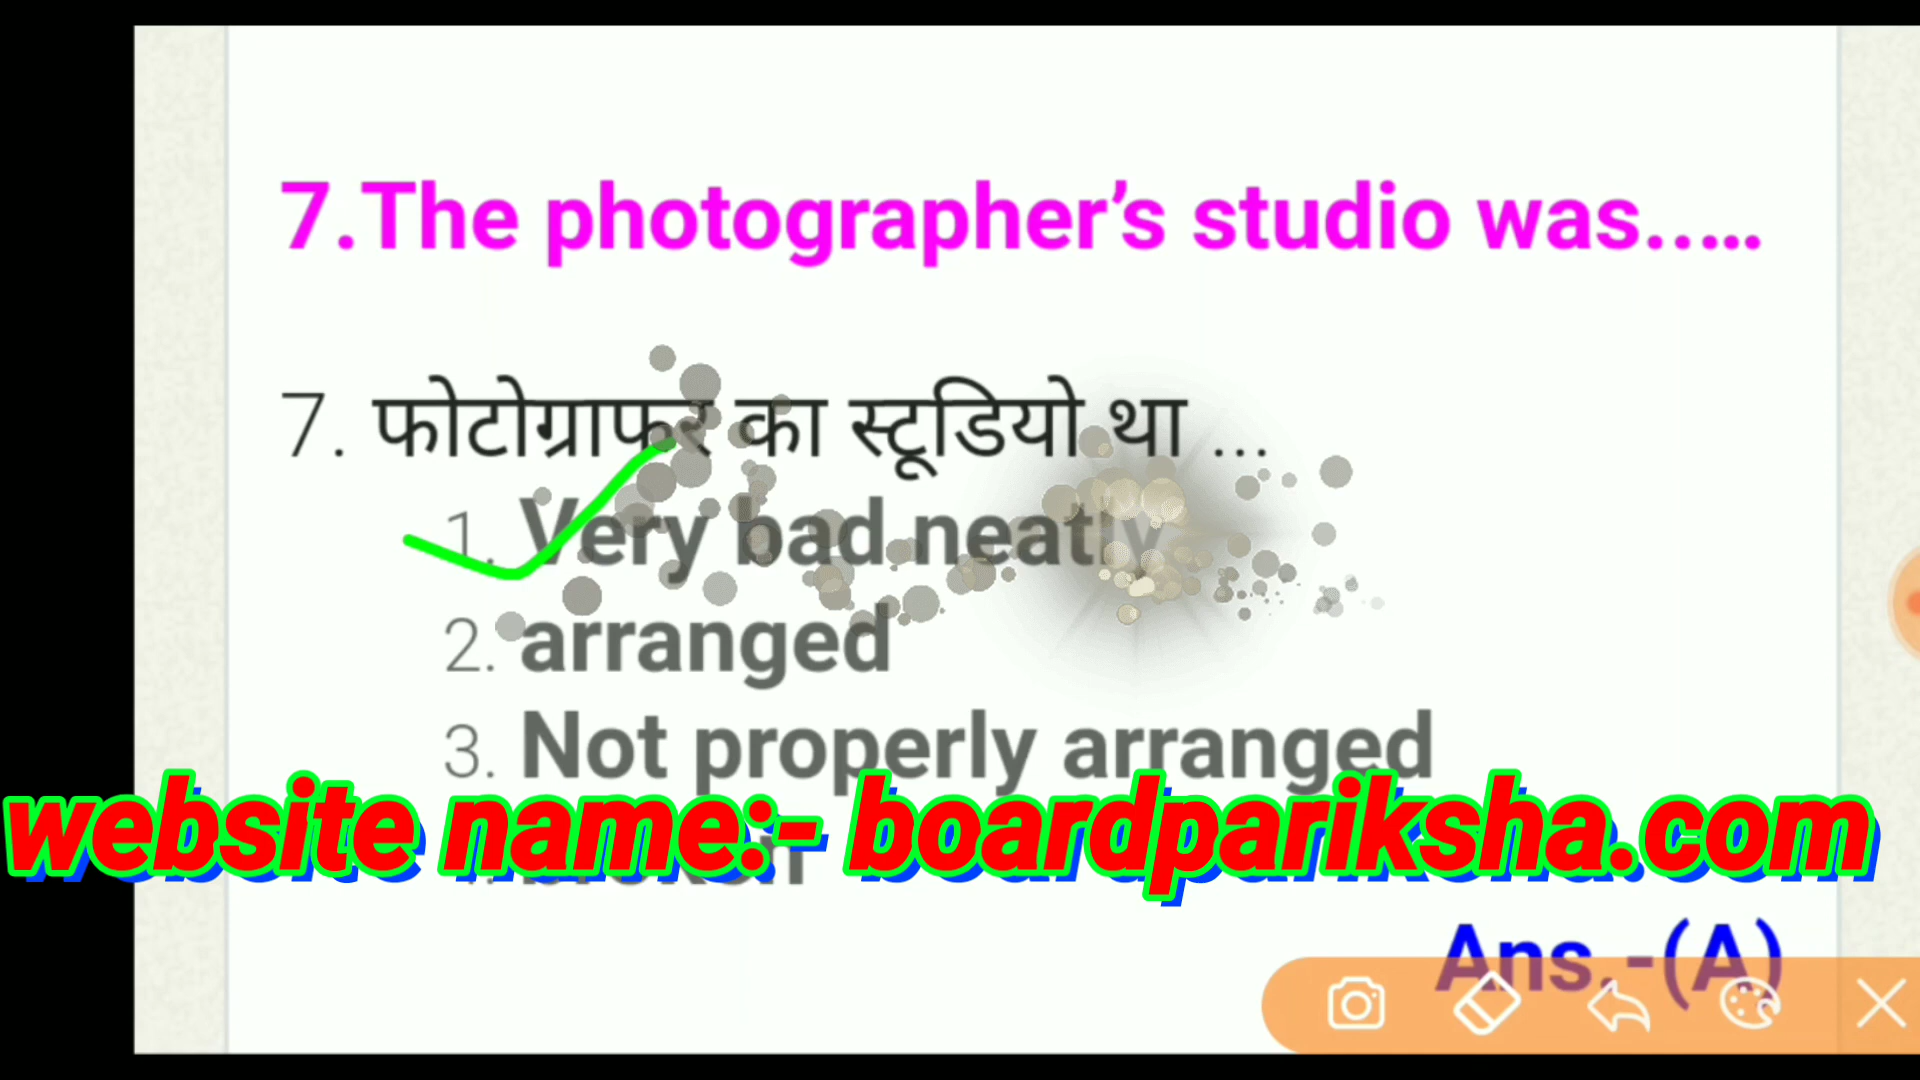 7.The photographer’s studio was.....
7. फोटोग्राफर का स्टूडियो था ...
1. Very bad neatly
2. arranged
3. Not properly arranged
website name:- boardpariksha.com
Ans.-(A)